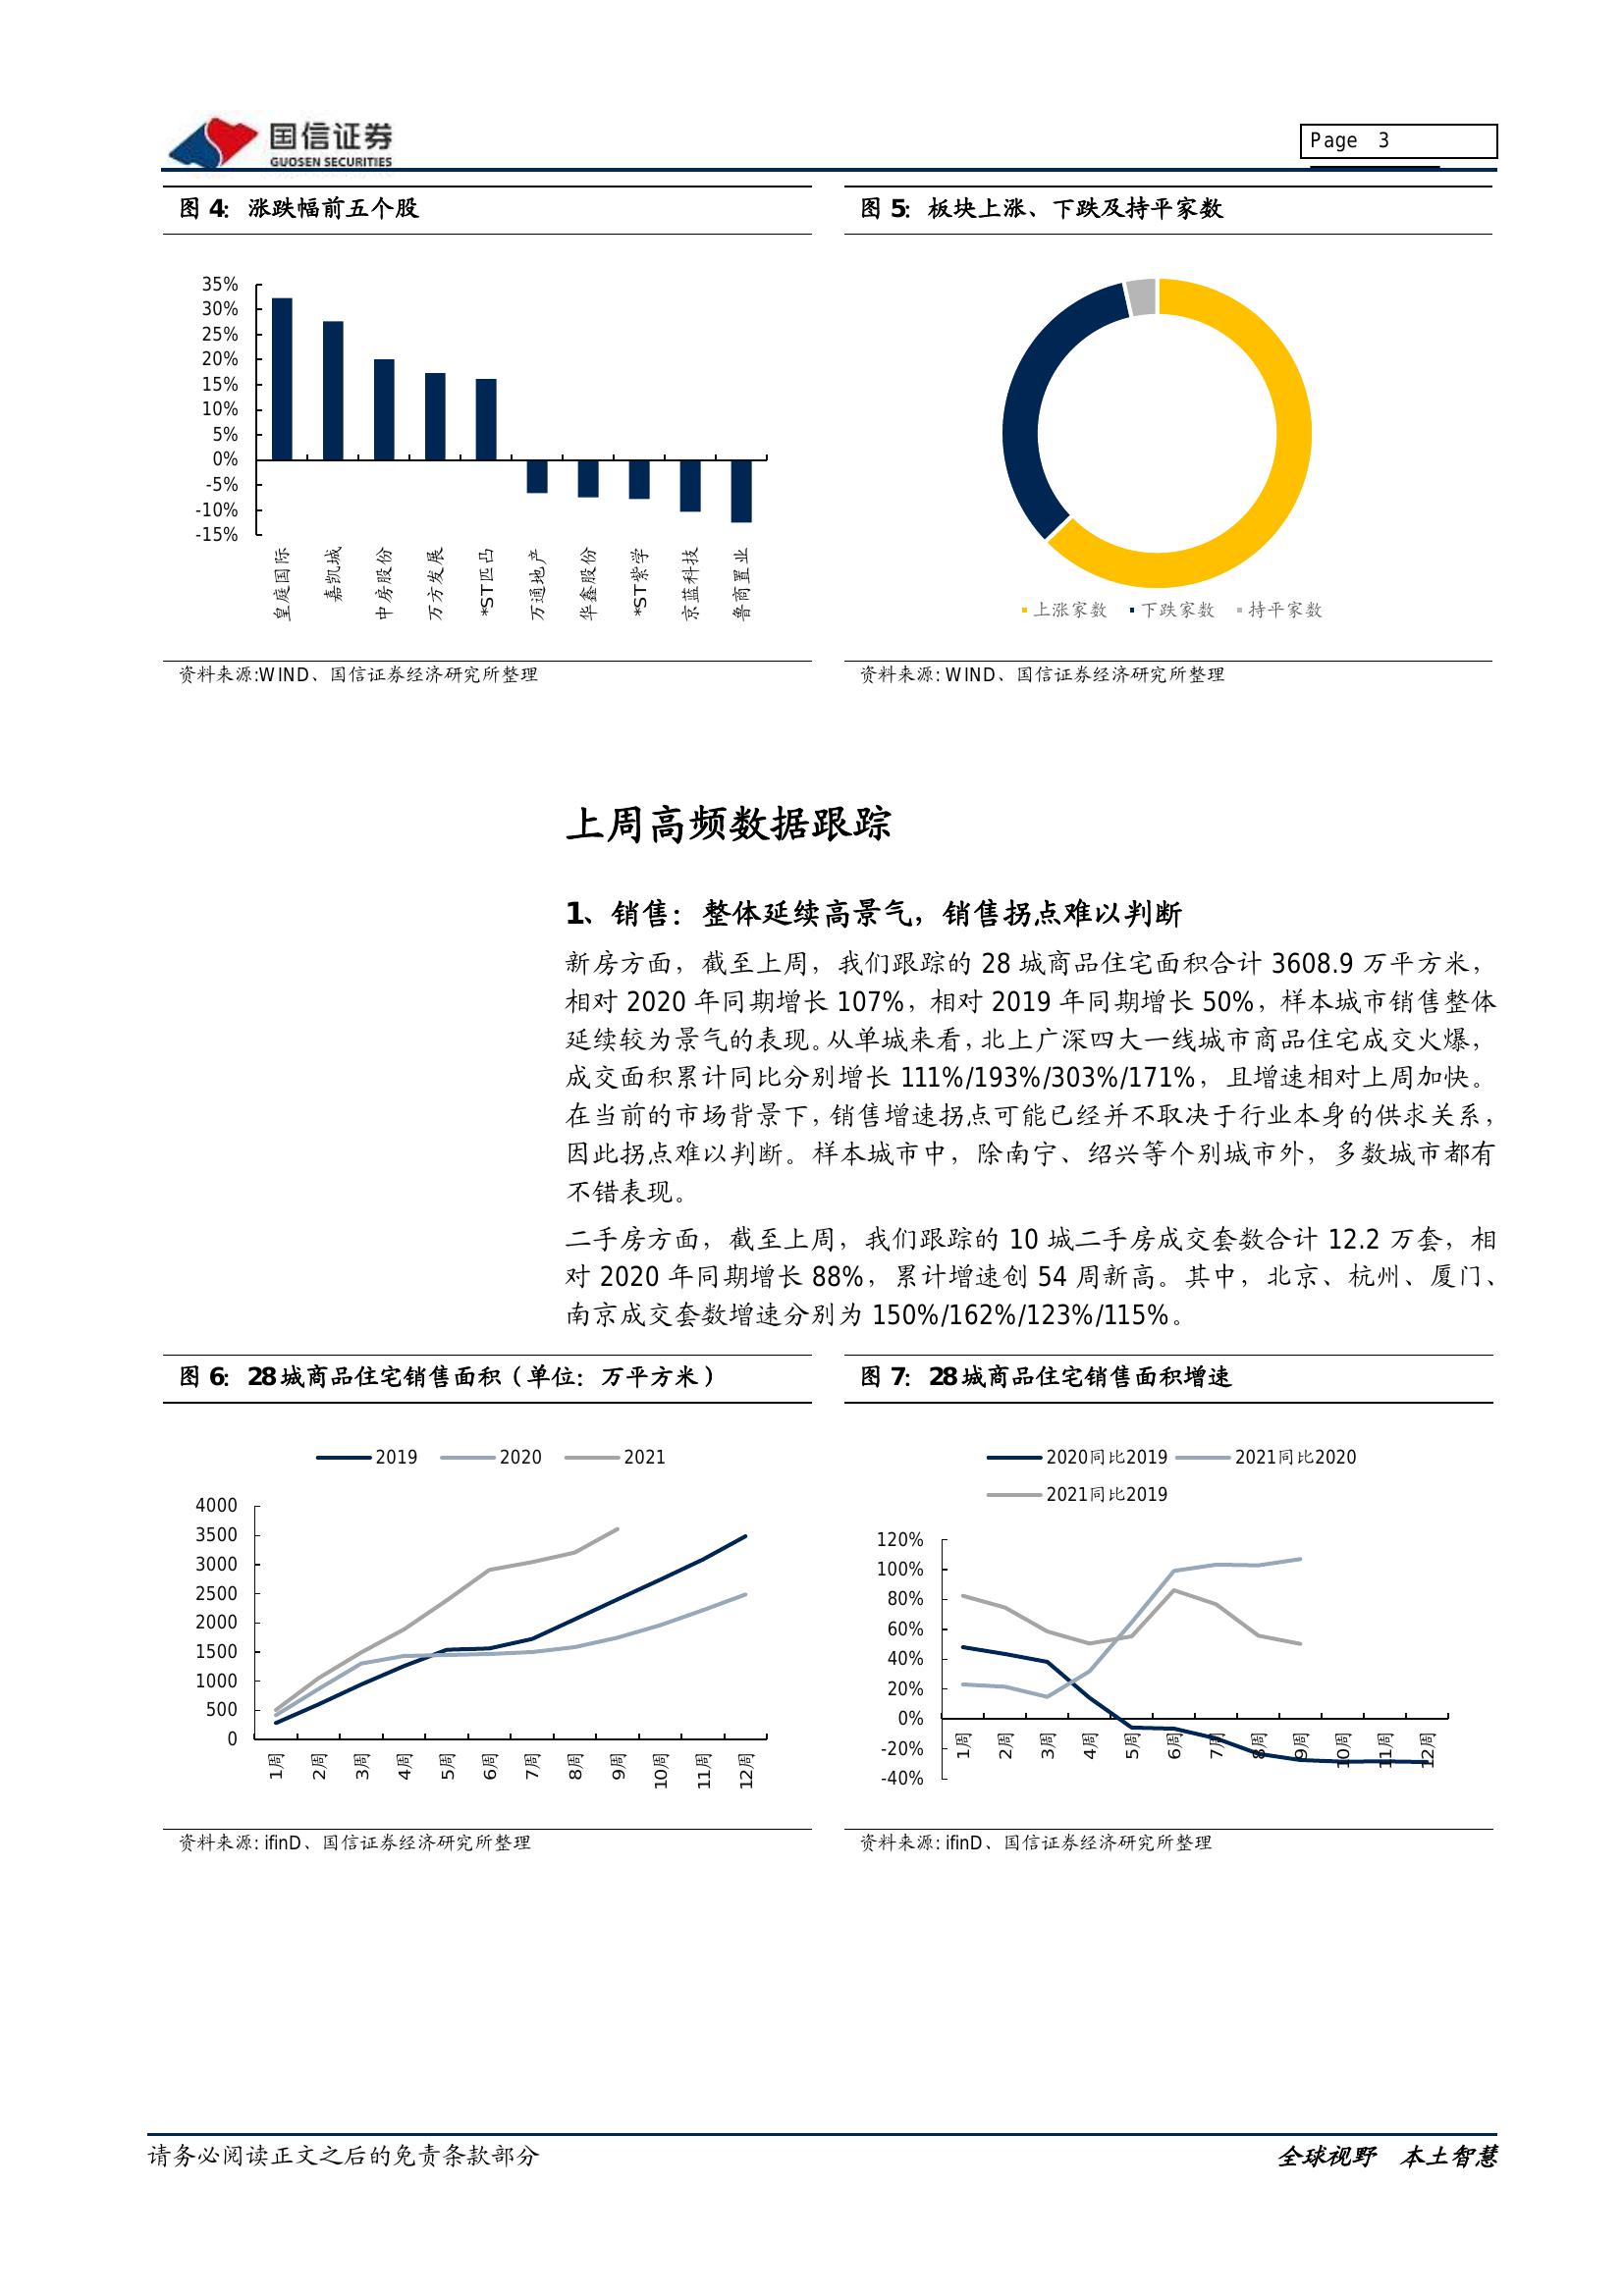 国信证券
GUOSEN SECURITIES
Page 3
图 4：涨跌幅前五个股
35%
30%
25%
20%
15%
10%
5%
0%
-5%
-10%
-15%
皇庭国际
嘉凯城
中房股份
万方发展
*ST匹凸
万通地产
华鑫股份
*ST紫学
京蓝科技
鲁商置业
资料来源:WIND、国信证券经济研究所整理
图 5：板块上涨、下跌及持平家数
上涨家数 下跌家数 持平家数
资料来源: WIND、国信证券经济研究所整理
上周高频数据跟踪
1、销售：整体延续高景气，销售拐点难以判断
新房方面，截至上周，我们跟踪的 28 城商品住宅面积合计 3608.9 万平方米，
相对 2020 年同期增长 107%，相对 2019 年同期增长 50%，样本城市销售整体
延续较为景气的表现。从单城来看，北上广深四大一线城市商品住宅成交火爆，
成交面积累计同比分别增长 111%/193%/303%/171%，且增速相对上周加快。
在当前的市场背景下，销售增速拐点可能已经并不取决于行业本身的供求关系，
因此拐点难以判断。样本城市中，除南宁、绍兴等个别城市外，多数城市都有
不错表现。
二手房方面，截至上周，我们跟踪的 10 城二手房成交套数合计 12.2 万套，相
对 2020 年同期增长 88%，累计增速创 54 周新高。其中，北京、杭州、厦门、
南京成交套数增速分别为 150%/162%/123%/115%。
图 6：28城商品住宅销售面积（单位：万平方米）
2019 2020 2021
4000
3500
3000
2500
2000
1500
1000
500
0
1周
2周
3周
4周
5周
6周
7周
8周
9周
10周
11周
12周
资料来源: ifinD、国信证券经济研究所整理
图 7：28城商品住宅销售面积增速
2020同比2019 2021同比2020
2021同比2019
120%
100%
80%
60%
40%
20%
0%
-20%
-40%
1周
2周
3周
4周
5周
6周
7周
8周
9周
10周
11周
12周
资料来源: ifinD、国信证券经济研究所整理
请务必阅读正文之后的免责条款部分
全球视野 本土智慧